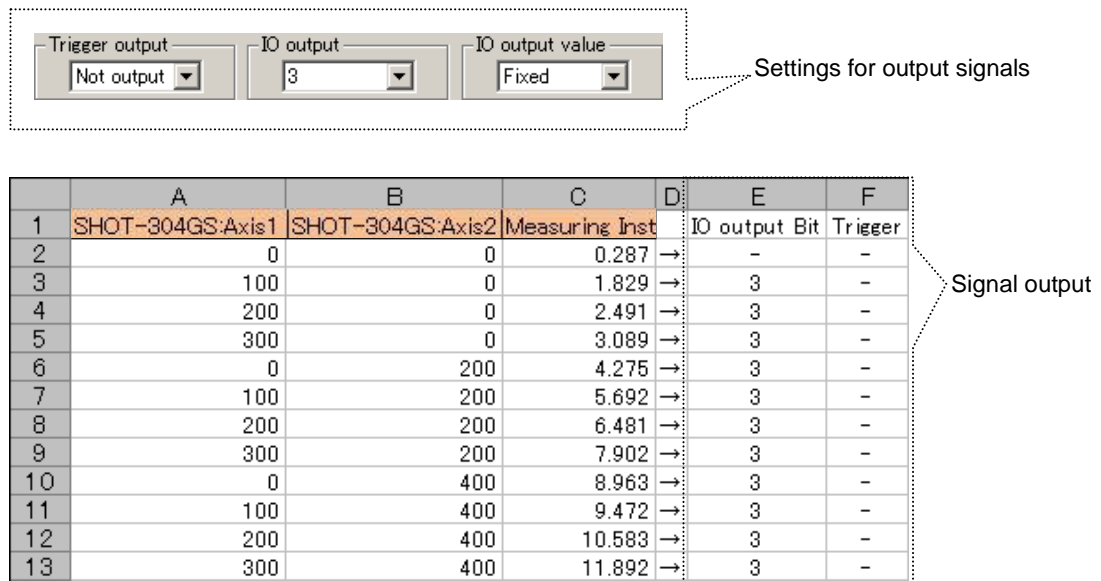 Trigger output IO output IO output value
Not output 3 Fixed
Settings for output signals
A B C D E F
1 SHOT-304GS:Axis1 SHOT-304GS:Axis2 Measuring Inst IO output Bit Trigger
2 0 0 0.287 → - -
3 100 0 1.829 → 3 -
4 200 0 2.491 → 3 -
5 300 0 3.089 → 3 -
6 0 200 4.275 → 3 -
7 100 200 5.692 → 3 -
8 200 200 6.481 → 3 -
9 300 200 7.902 → 3 -
10 0 400 8.963 → 3 -
11 100 400 9.472 → 3 -
12 200 400 10.583 → 3 -
13 300 400 11.892 → 3 -
Signal output